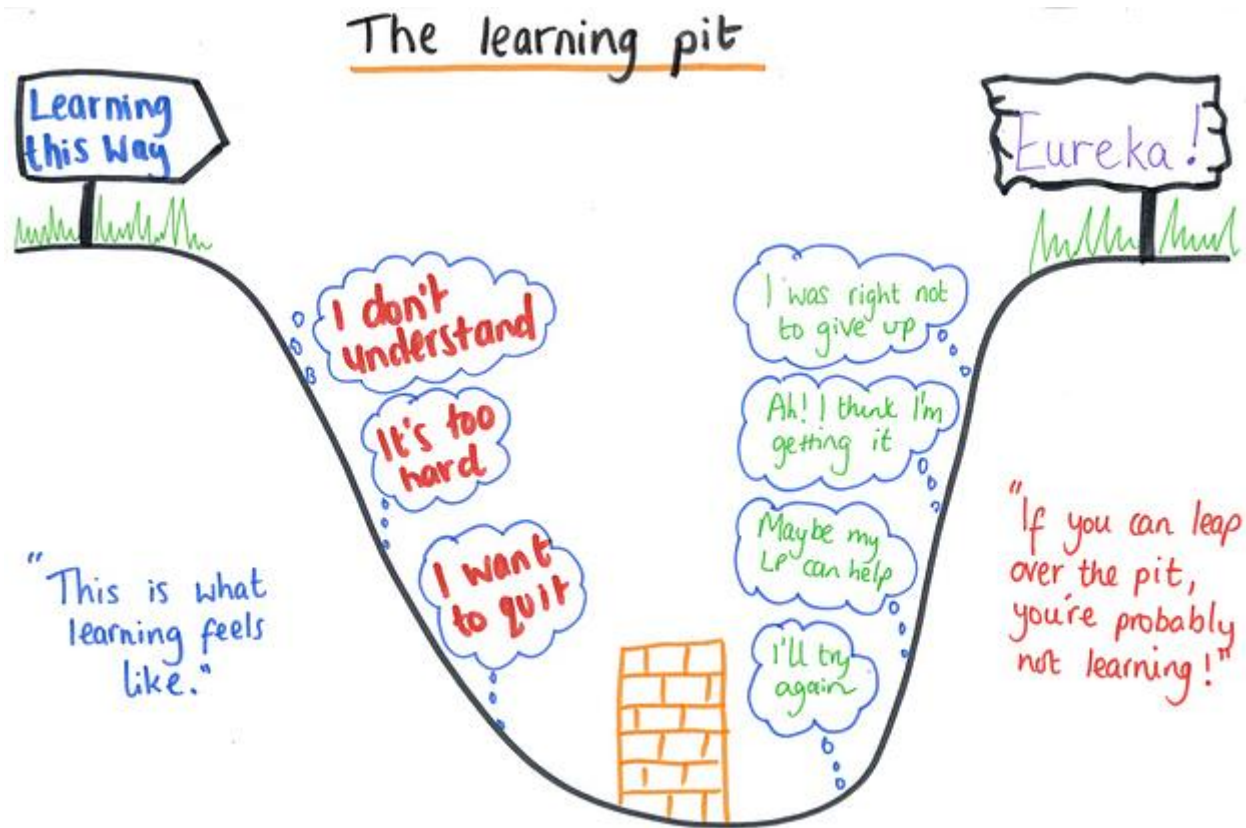 The learning pit
Learning
this Way
Eureka!
I don't
understand
It's too
hard
I want
to quit
I'll try
again
Maybe my
LP can help
Ah! I think I'm
getting it
I was right not
to give up
"This is what
learning feels
like."
"If you can leap
over the pit,
you're probably
not learning!"